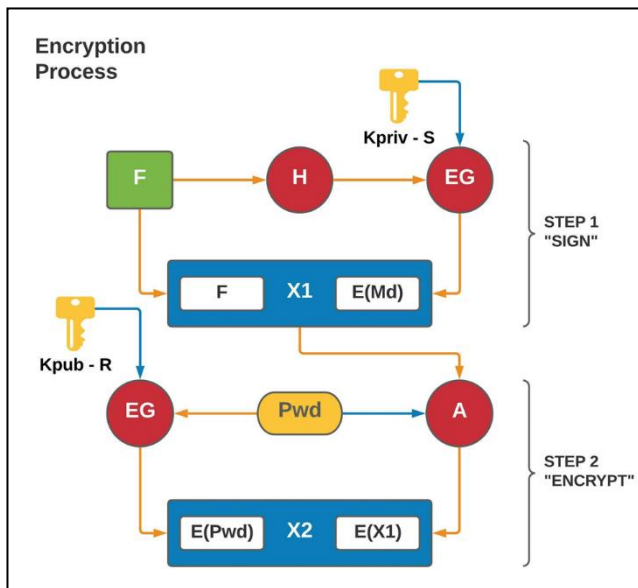 Encryption
Process
Kpriv - S
F
H
EG
STEP 1
"SIGN"
F
X1
E(Md)
Kpub - R
EG
Pwd
A
STEP 2
"ENCRYPT"
E(Pwd)
X2
E(X1)